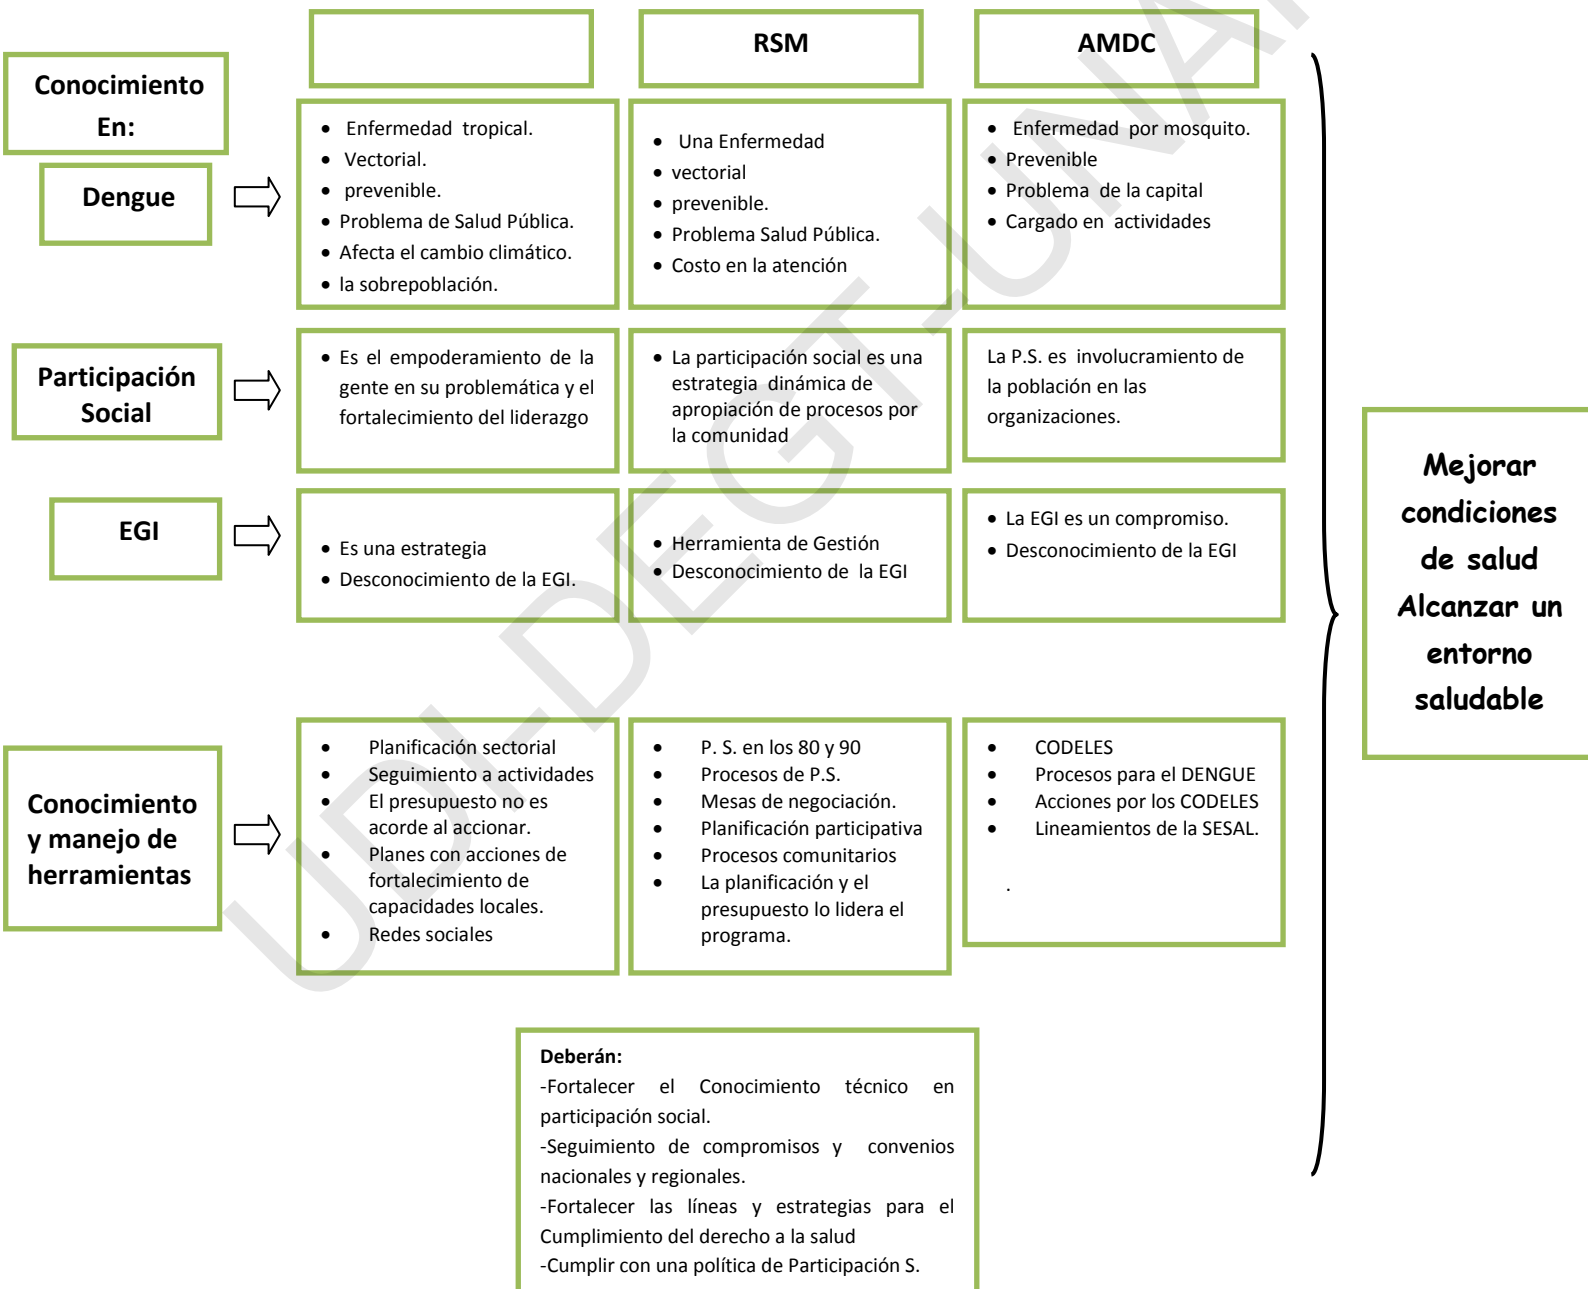 RSM
AMDC
Conocimiento
En:
Dengue
• Enfermedad tropical.
• Vectorial.
• prevenible.
• Problema de Salud Pública.
• Afecta el cambio climático.
• la sobrepoblación.
• Una Enfermedad
• vectorial
• prevenible.
• Problema Salud Pública.
• Costo en la atención
• Enfermedad por mosquito.
• Prevenible
• Problema de la capital
• Cargado en actividades
Participación
Social
• Es el empoderamiento de la
gente en su problemática y el
fortalecimiento del liderazgo
• La participación social es una
estrategia dinámica de
apropiación de procesos por
la comunidad
La P.S. es involucramiento de
la población en las
organizaciones.
EGI
• Es una estrategia
• Desconocimiento de la EGI.
• Herramienta de Gestión
• Desconocimiento de la EGI
• La EGI es un compromiso.
• Desconocimiento de la EGI
Conocimiento
y manejo de
herramientas
• Planificación sectorial
• Seguimiento a actividades
• El presupuesto no es
acorde al accionar.
• Planes con acciones de
fortalecimiento de
capacidades locales.
• Redes sociales
• P. S. en los 80 y 90
• Procesos de P.S.
• Mesas de negociación.
• Planificación participativa
• Procesos comunitarios
• La planificación y el
presupuesto lo lidera el
programa.
• CODELES
• Procesos para el DENGUE
• Acciones por los CODELES
• Lineamientos de la SESAL.
.
Mejorar
condiciones
de salud
Alcanzar un
entorno
saludable
Deberán:
-Fortalecer el Conocimiento técnico en
participación social.
-Seguimiento de compromisos y convenios
nacionales y regionales.
-Fortalecer las líneas y estrategias para el
Cumplimiento del derecho a la salud
-Cumplir con una política de Participación S.
UDI-DEGT-UNA